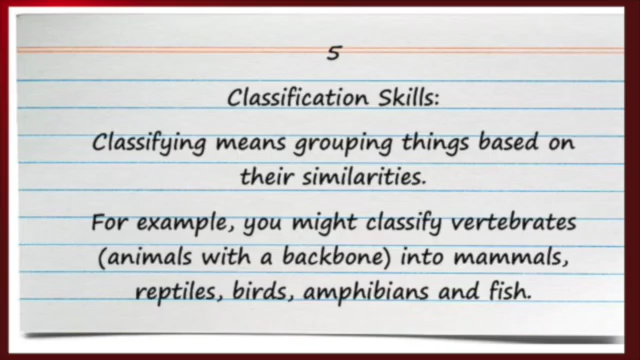 5
Classification Skills:
Classifying means grouping things based on
their similarities.
For example, you might classify vertebrates
(animals with a backbone) into mammals,
reptiles, birds, amphibians and fish.